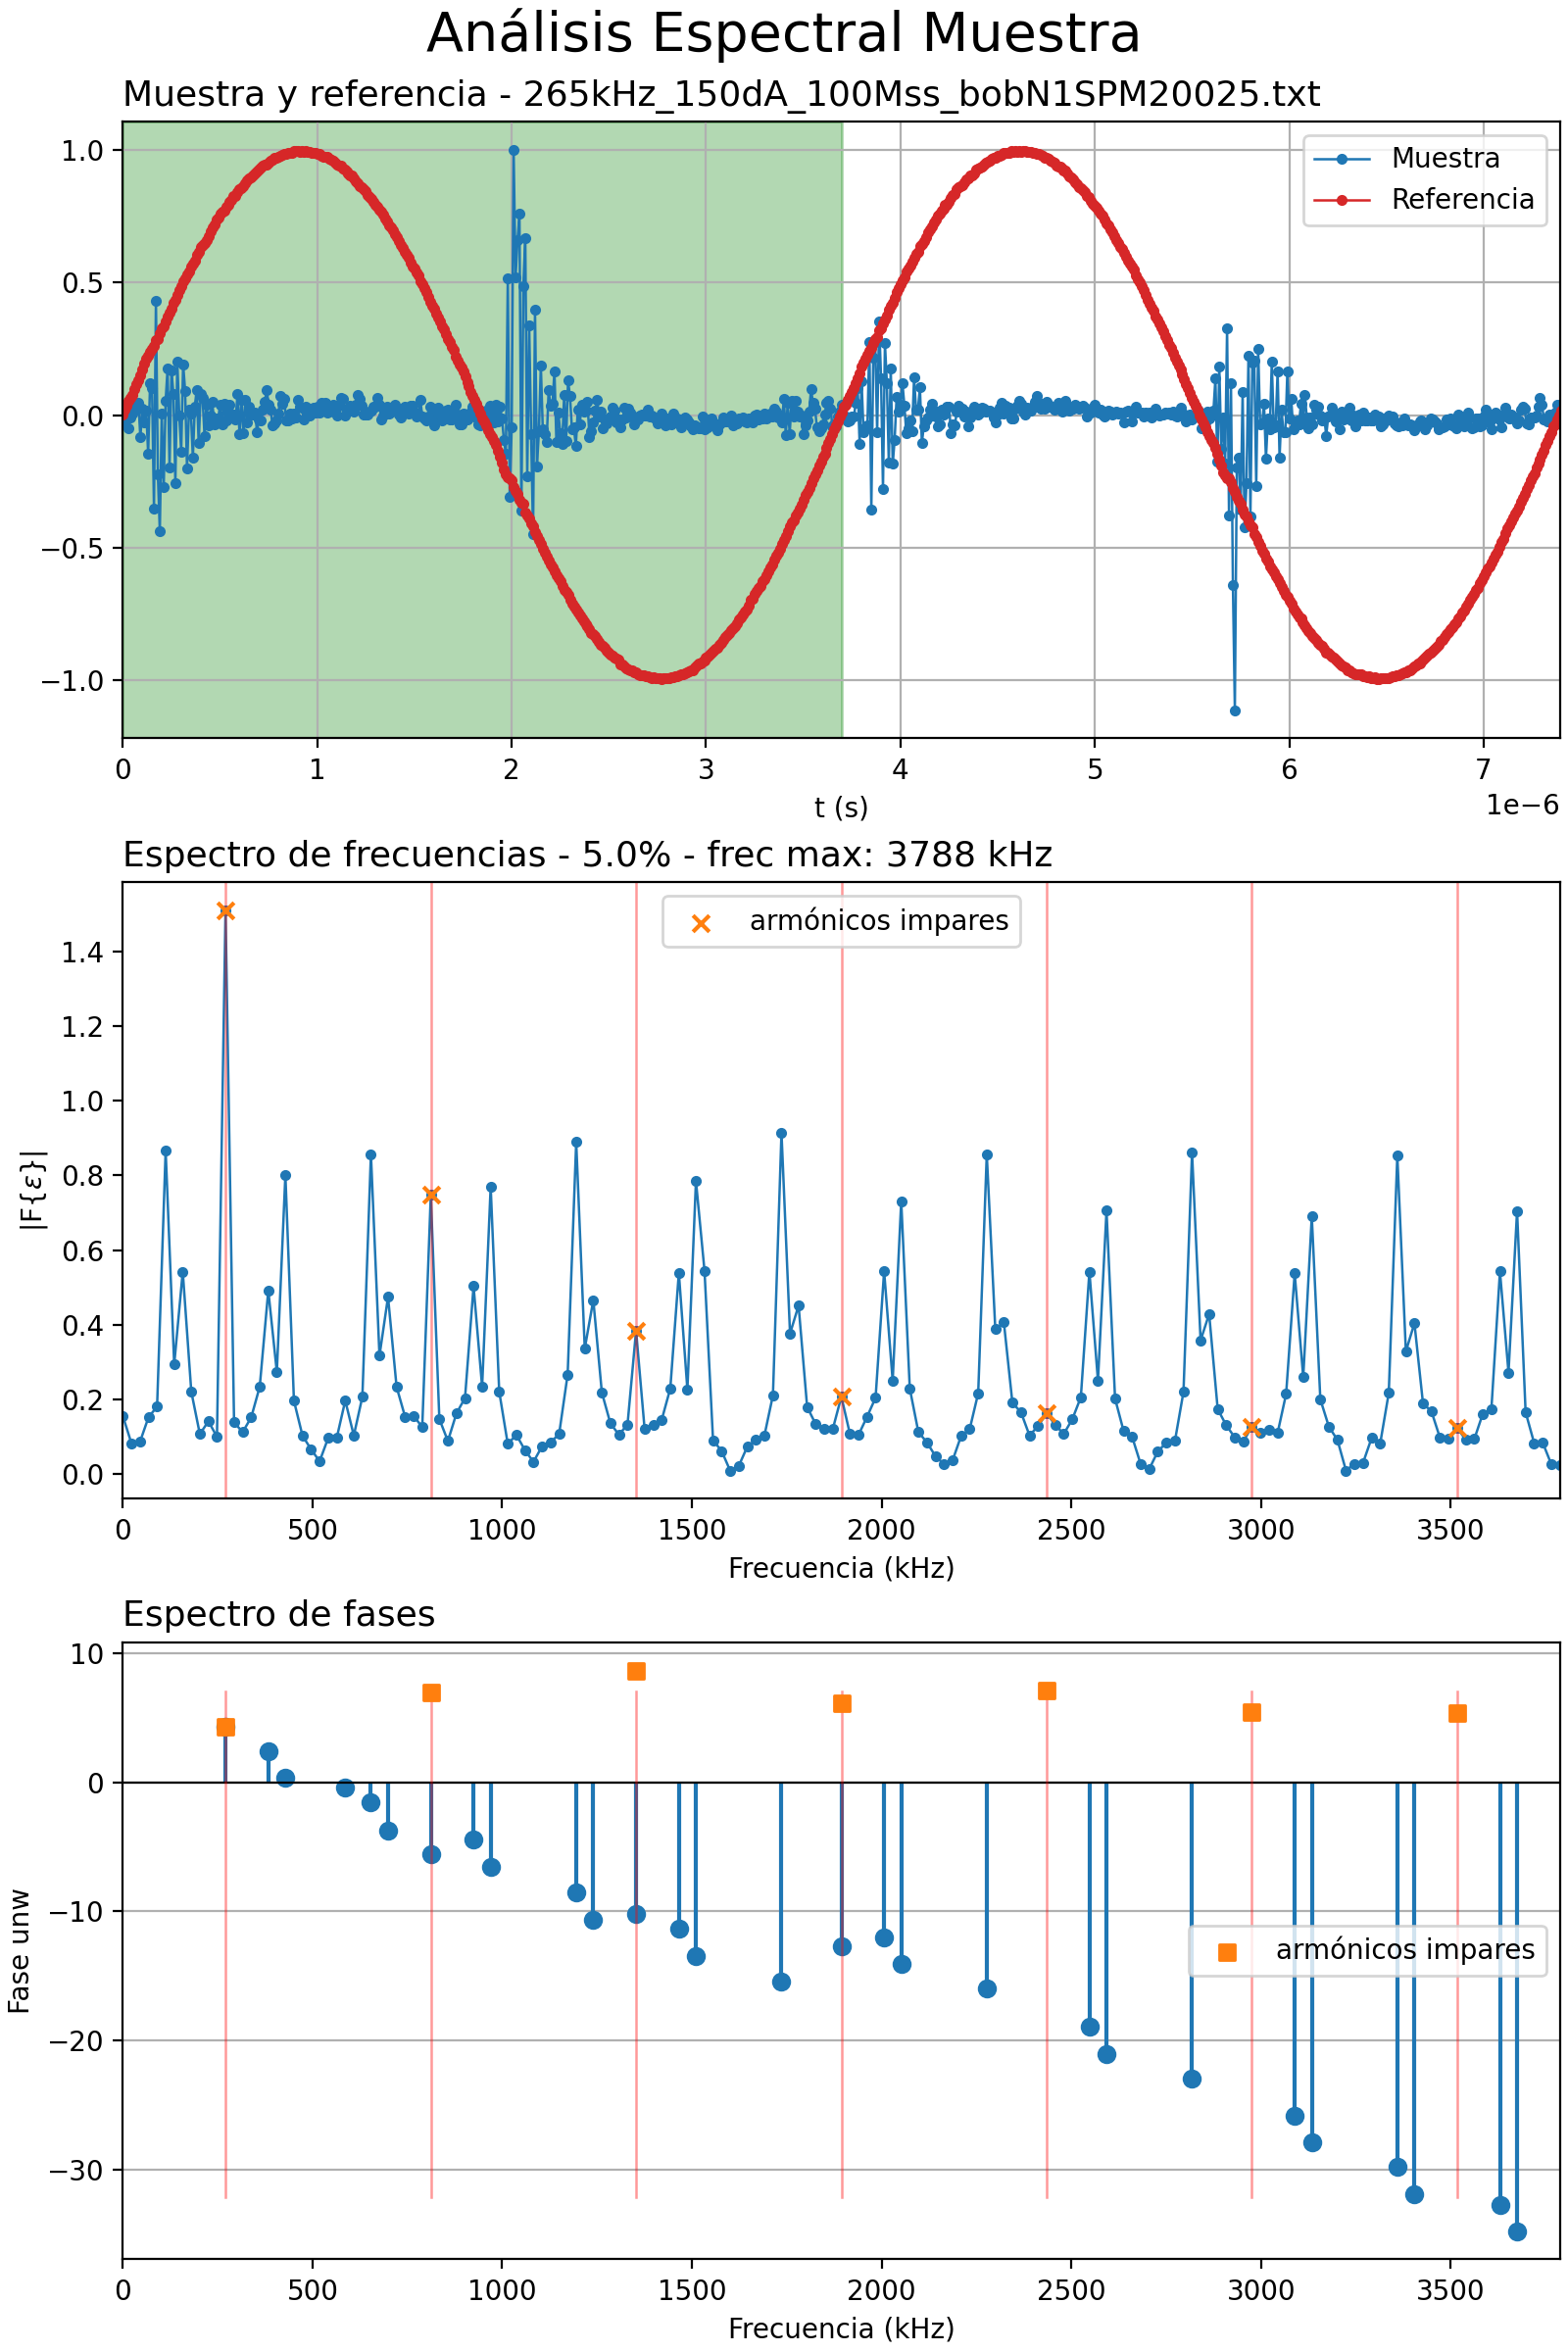 Análisis Espectral Muestra
Muestra y referencia - 265kHz_150dA_100Mss_bobN1SPM20025.txt
1.0
0.5
0.0
−0.5
−1.0
Muestra
Referencia
0 1 2 3 4 5 6 7
t (s)
1e−6
Espectro de frecuencias - 5.0% - frec max: 3788 kHz
|F{ε}|
1.4
1.2
1.0
0.8
0.6
0.4
0.2
0.0
armónicos impares
0 500 1000 1500 2000 2500 3000 3500
Frecuencia (kHz)
Espectro de fases
Fase unw
10
0
−10
−20
−30
armónicos impares
0 500 1000 1500 2000 2500 3000 3500
Frecuencia (kHz)